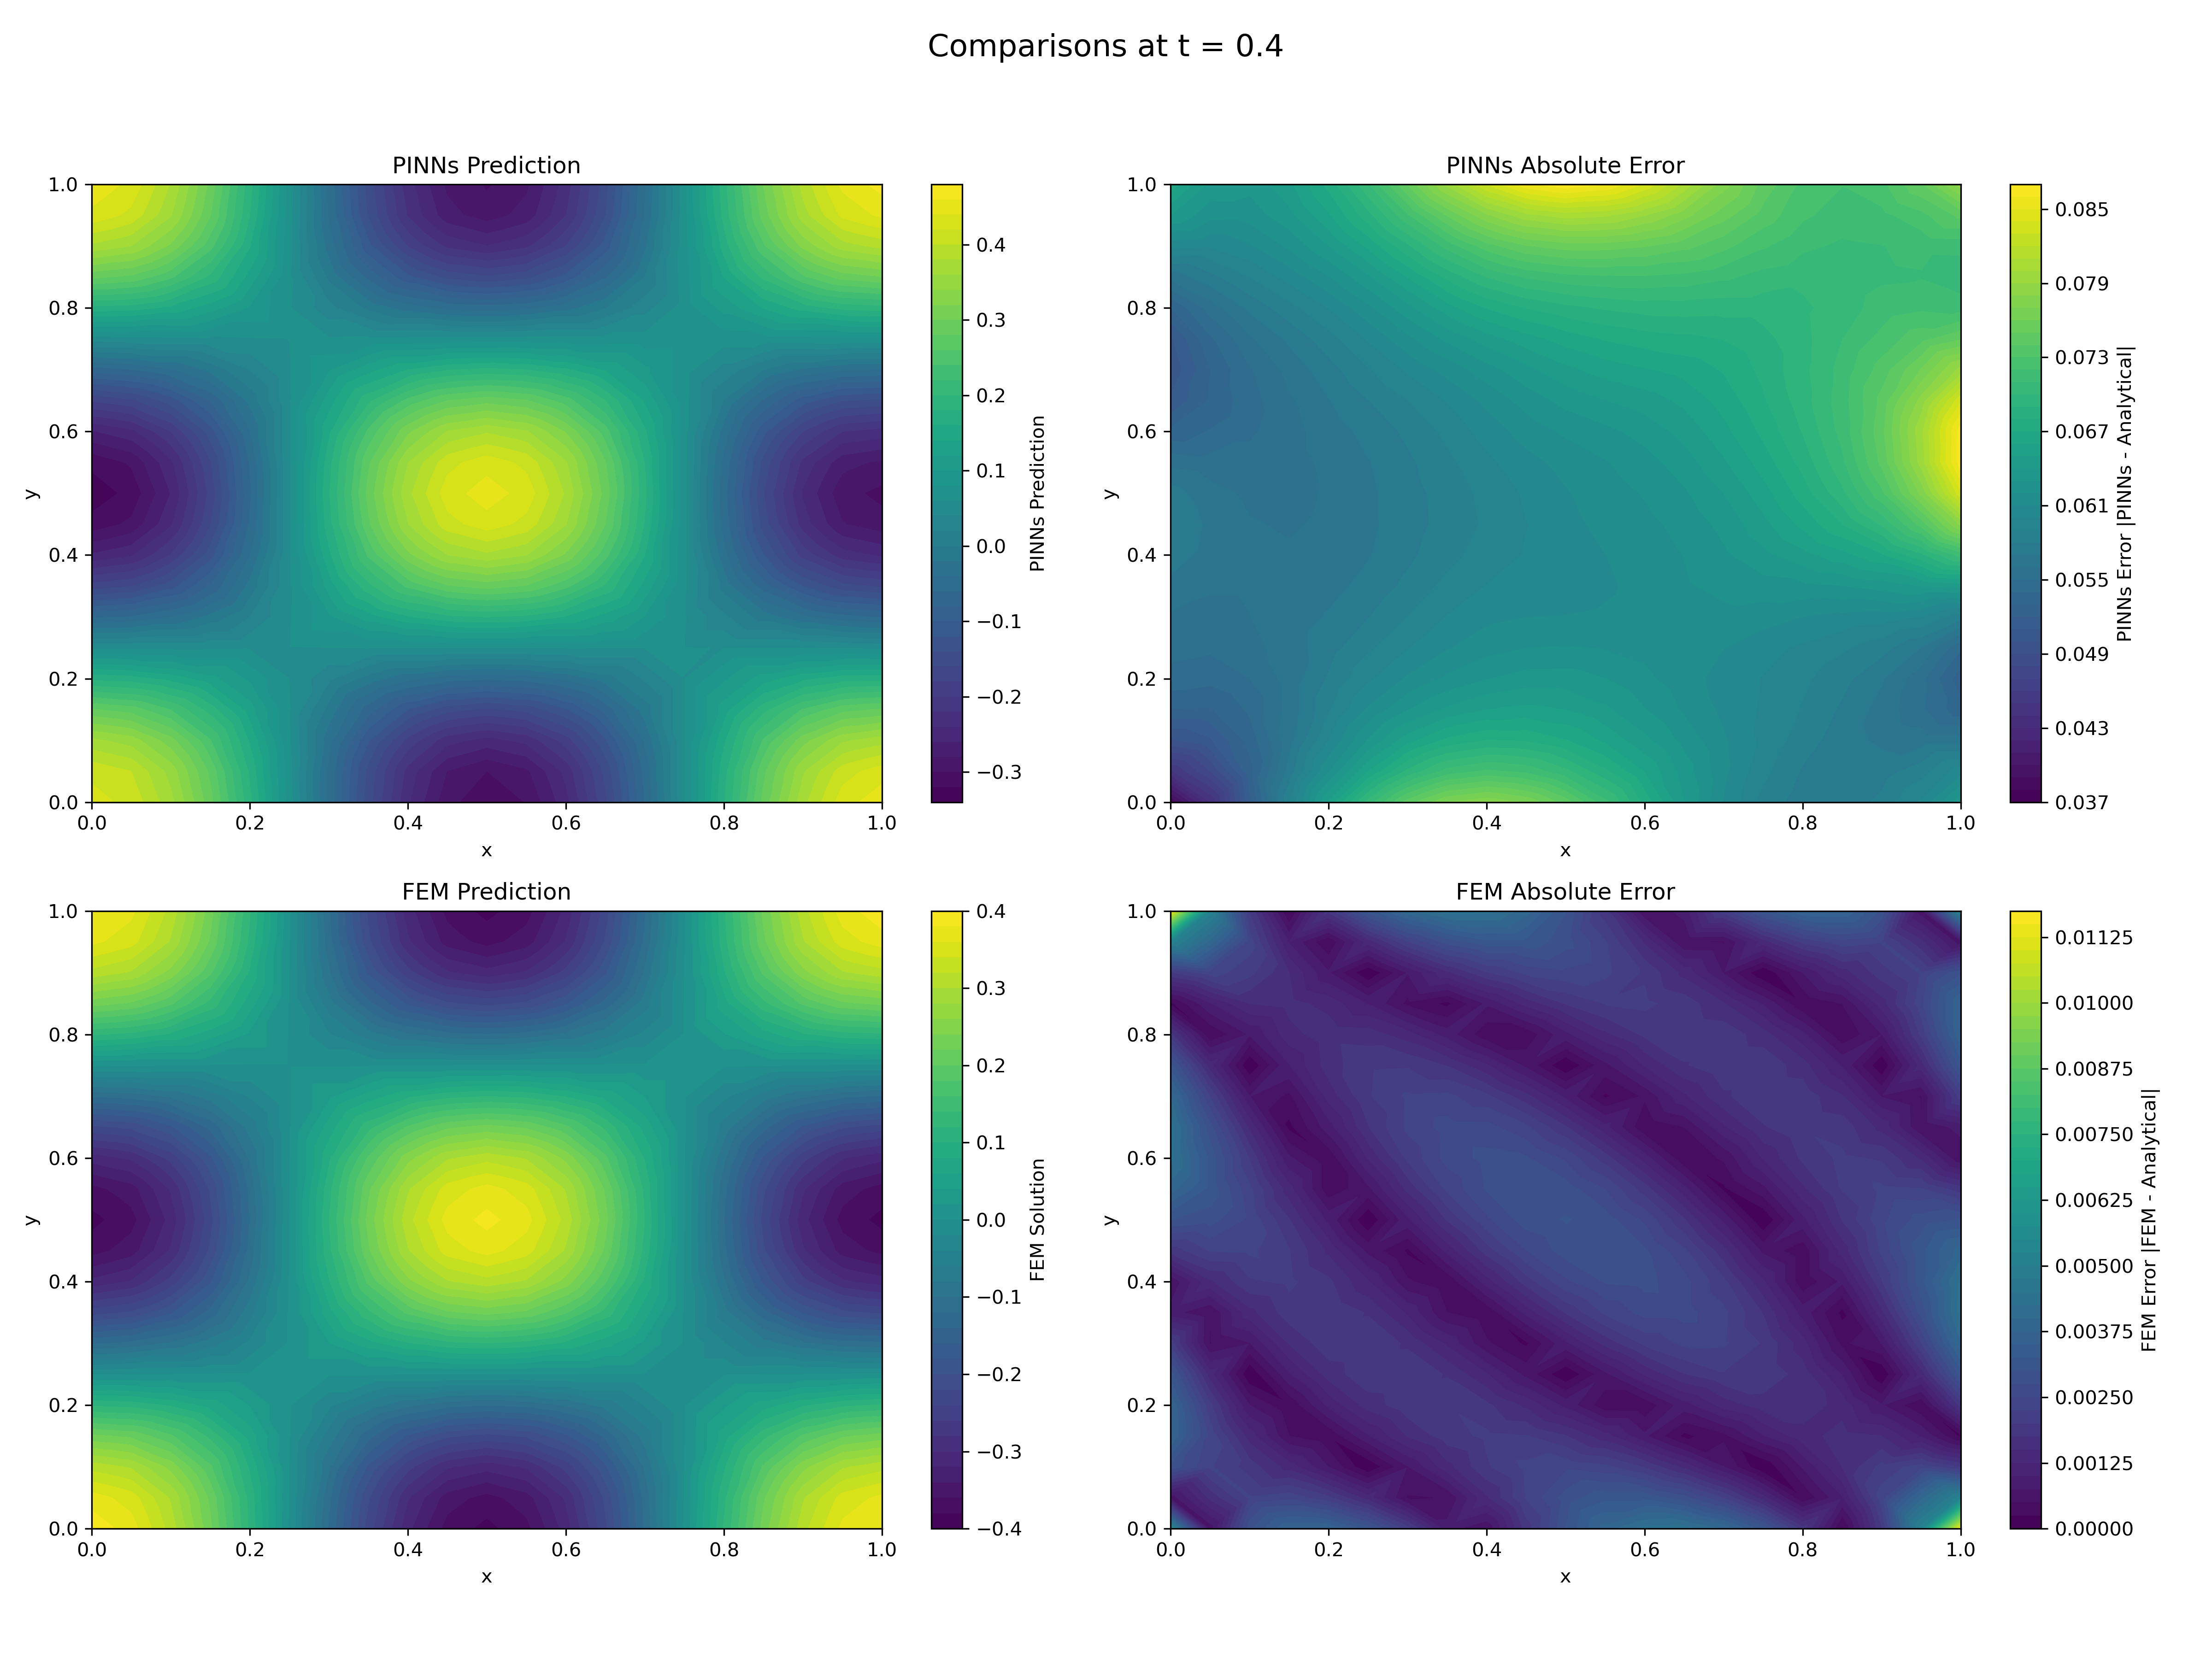 Comparisons at t = 0.4
PINNs Prediction
1.0
0.8
0.6
0.4
0.2
0.0
y
0.0 0.2 0.4 0.6 0.8 1.0
x
0.4
0.3
0.2
0.1
0.0
−0.1
−0.2
−0.3
PINNs Prediction
PINNs Absolute Error
1.0
0.8
0.6
0.4
0.2
0.0
y
0.0 0.2 0.4 0.6 0.8 1.0
x
0.085
0.079
0.073
0.067
0.061
0.055
0.049
0.043
0.037
PINNs Error |PINNs - Analytical|
FEM Prediction
1.0
0.8
0.6
0.4
0.2
0.0
y
0.0 0.2 0.4 0.6 0.8 1.0
x
0.4
0.3
0.2
0.1
0.0
−0.1
−0.2
−0.3
−0.4
FEM Solution
FEM Absolute Error
1.0
0.8
0.6
0.4
0.2
0.0
y
0.0 0.2 0.4 0.6 0.8 1.0
x
0.01125
0.01000
0.00875
0.00750
0.00625
0.00500
0.00375
0.00250
0.00125
0.00000
FEM Error |FEM - Analytical|